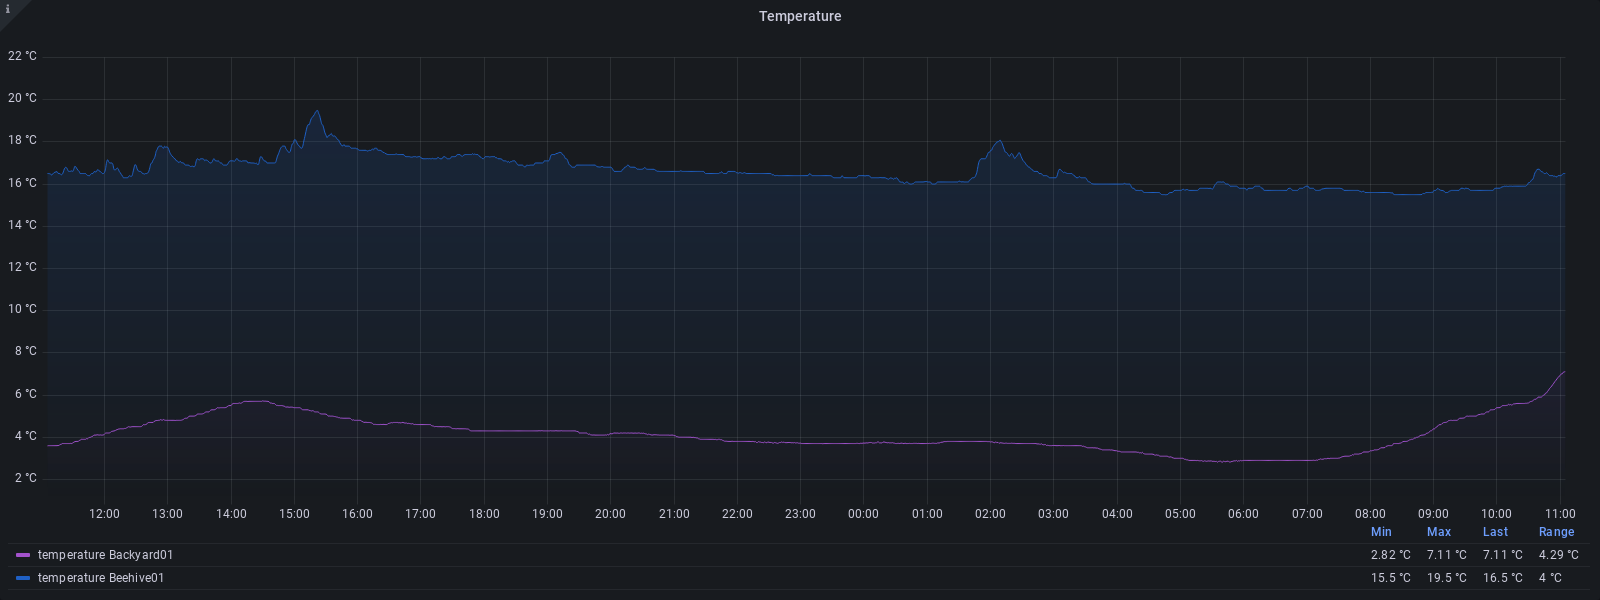 i
Temperature
22 °C
20 °C
18 °C
16 °C
14 °C
12 °C
10 °C
8 °C
6 °C
4 °C
2 °C
12:00 13:00 14:00 15:00 16:00 17:00 18:00 19:00 20:00 21:00 22:00 23:00 00:00 01:00 02:00 03:00 04:00 05:00 06:00 07:00 08:00 09:00 10:00 11:00
Min Max Last Range
temperature Backyard01 2.82 °C 7.11 °C 7.11 °C 4.29 °C
temperature Beehive01 15.5 °C 19.5 °C 16.5 °C 4 °C